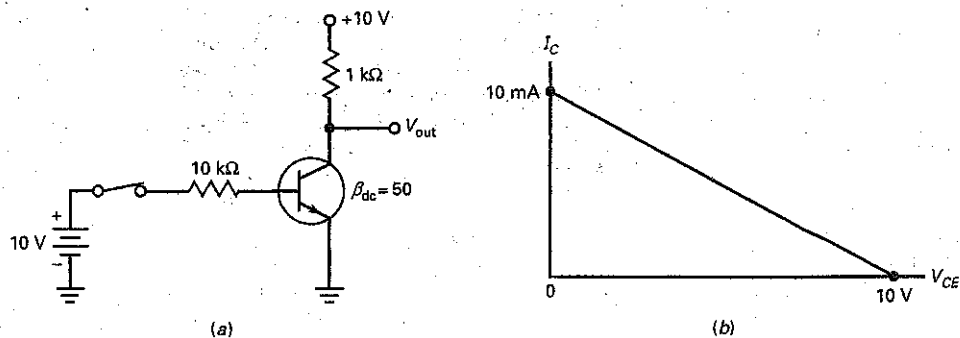 +10 V
1 kΩ
V_out
10 kΩ
β_dc = 50
+
10 V
−
(a)
I_C
10 mA
0
10 V
V_CE
(b)